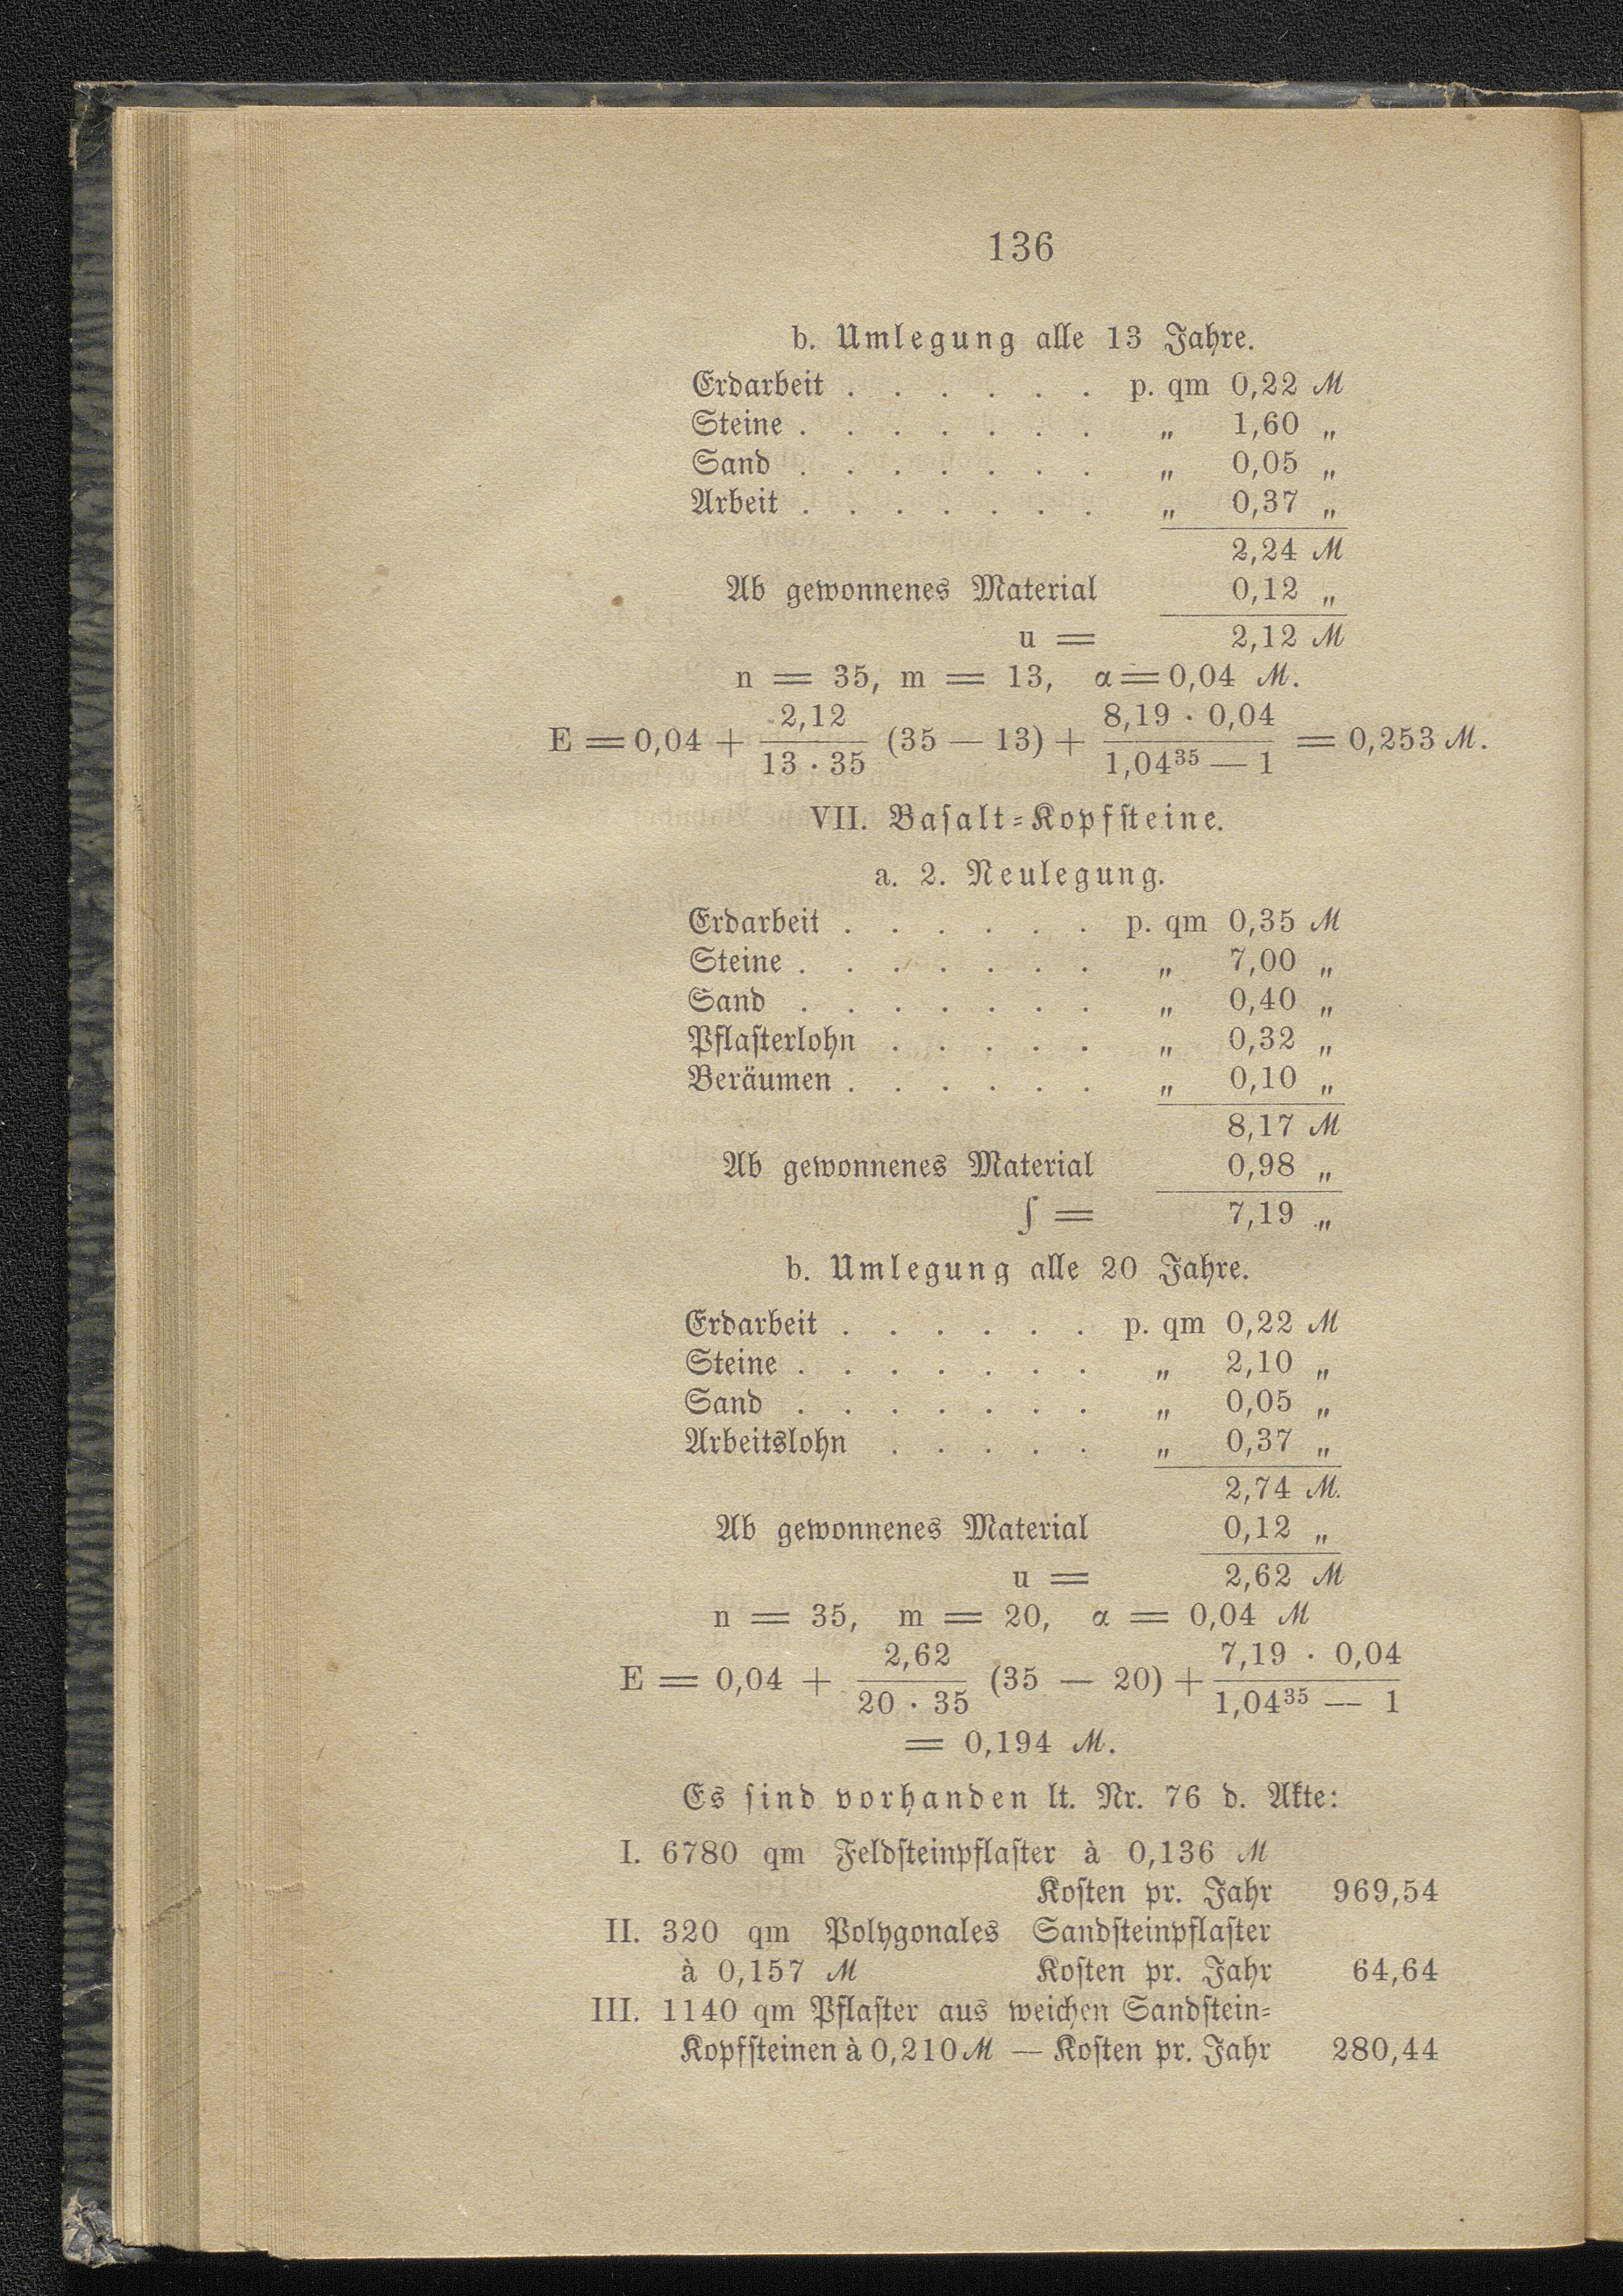 136
b. Umlegung alle 13 Jahre.
Erdarbeit . . . . . . p. qm 0,22 ℳ
Steine . . . . . . . „ 1,60 „
Sand . . . . . . . „ 0,05 „
Arbeit . . . . . . . „ 0,37 „
2,24 ℳ
Ab gewonnenes Material 0,12 „
u = 2,12 ℳ
n = 35, m = 13, α = 0,04 ℳ.
E = 0,04 + 2,12 / 13 · 35 (35 — 13) + 8,19 · 0,04 / 1,04³⁵ — 1 = 0,253 ℳ.
VII. Baſalt-Kopfſteine.
a. 2. Neulegung.
Erdarbeit . . . . . . p. qm 0,35 ℳ
Steine . . . . . . . „ 7,00 „
Sand . . . . . . . „ 0,40 „
Pflaſterlohn . . . . . „ 0,32 „
Beräumen . . . . . . „ 0,10 „
8,17 ℳ
Ab gewonnenes Material 0,98 „
ʃ = 7,19 „
b. Umlegung alle 20 Jahre.
Erdarbeit . . . . . . p. qm 0,22 ℳ
Steine . . . . . . . „ 2,10 „
Sand . . . . . . . „ 0,05 „
Arbeitslohn . . . . . „ 0,37 „
2,74 ℳ.
Ab gewonnenes Material 0,12 „
u = 2,62 ℳ
n = 35, m = 20, α = 0,04 ℳ
E = 0,04 + 2,62 / 20 · 35 (35 — 20) + 7,19 · 0,04 / 1,04³⁵ — 1
= 0,194 ℳ.
Es ſind vorhanden lt. Nr. 76 d. Akte:
I. 6780 qm Feldſteinpflaſter à 0,136 ℳ
Koſten pr. Jahr 969,54
II. 320 qm Polygonales Sandſteinpflaſter
à 0,157 ℳ Koſten pr. Jahr 64,64
III. 1140 qm Pflaſter aus weichen Sandſtein-
Kopfſteinen à 0,210 ℳ — Koſten pr. Jahr 280,44